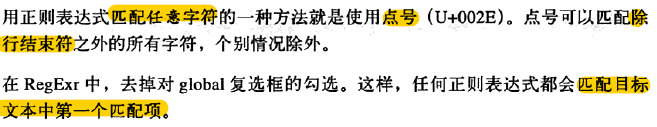 用正则表达式匹配任意字符的一种方法就是使用点号（U+002E）。点号可以匹配除
行结束符之外的所有字符，个别情况除外。
在 RegExr 中，去掉对 global 复选框的勾选。这样，任何正则表达式都会匹配目标
文本中第一个匹配项。